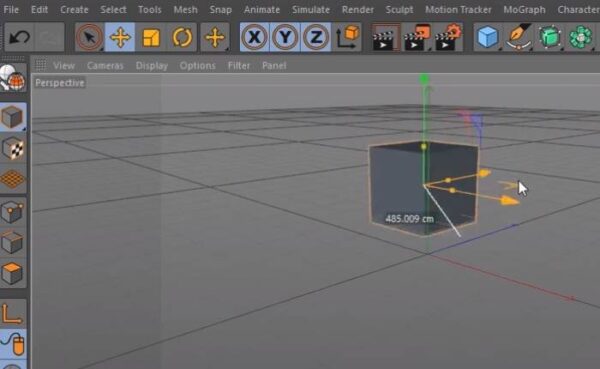 File Create Select Tools Mesh Snap Animate Simulate Render Sculpt Motion Tracker MoGraph Character
X Y Z
View Cameras Display Options Filter Panel
Perspective
485.009 cm